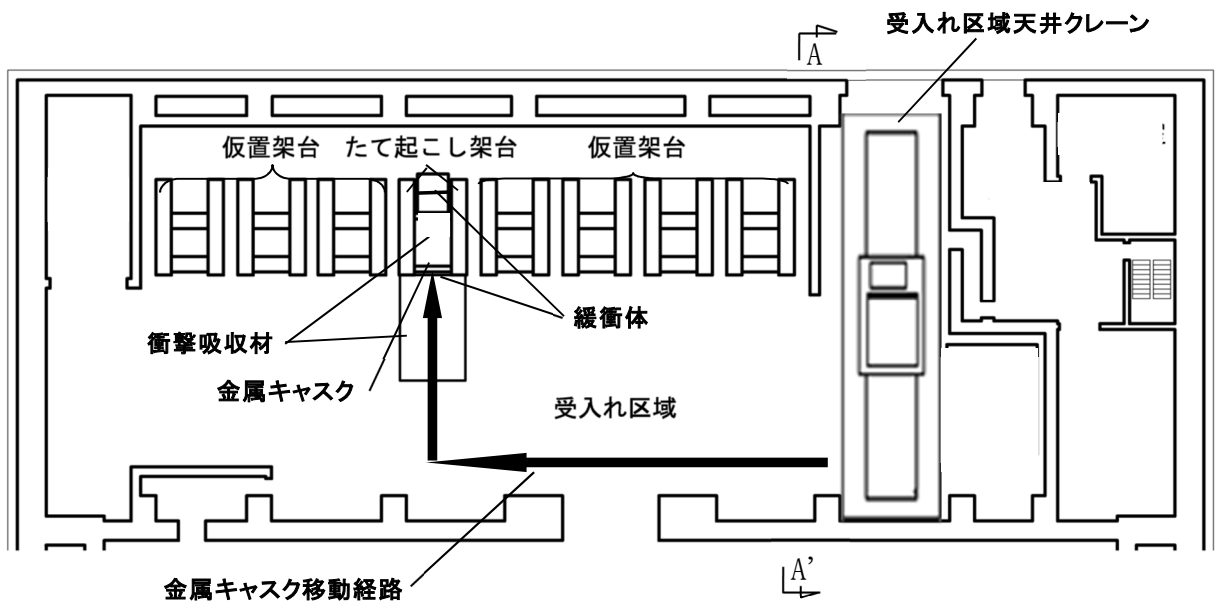 受入れ区域天井クレーン
A
仮置架台
たて起こし架台
仮置架台
緩衝体
衝撃吸収材
金属キャスク
受入れ区域
A’
金属キャスク移動経路